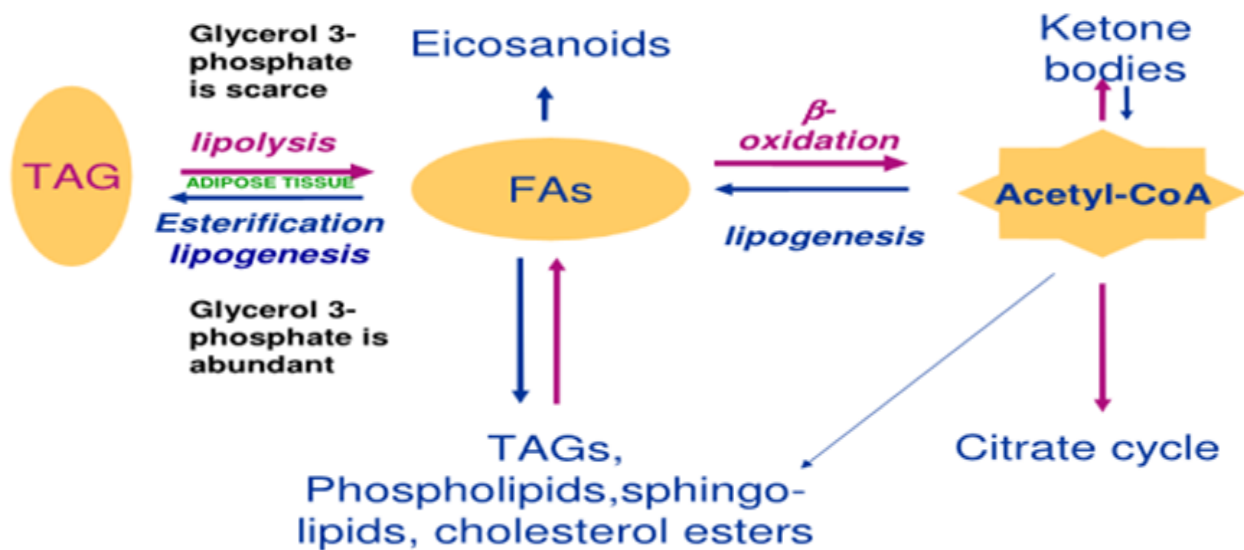 Glycerol 3-
phosphate
is scarce
Eicosanoids
Ketone
bodies
lipolysis
β-
oxidation
TAG
ADIPOSE TISSUE
FAs
Acetyl-CoA
Esterification
lipogenesis
lipogenesis
Glycerol 3-
phosphate is
abundant
TAGs,
Phospholipids,sphingo-
lipids, cholesterol esters
Citrate cycle